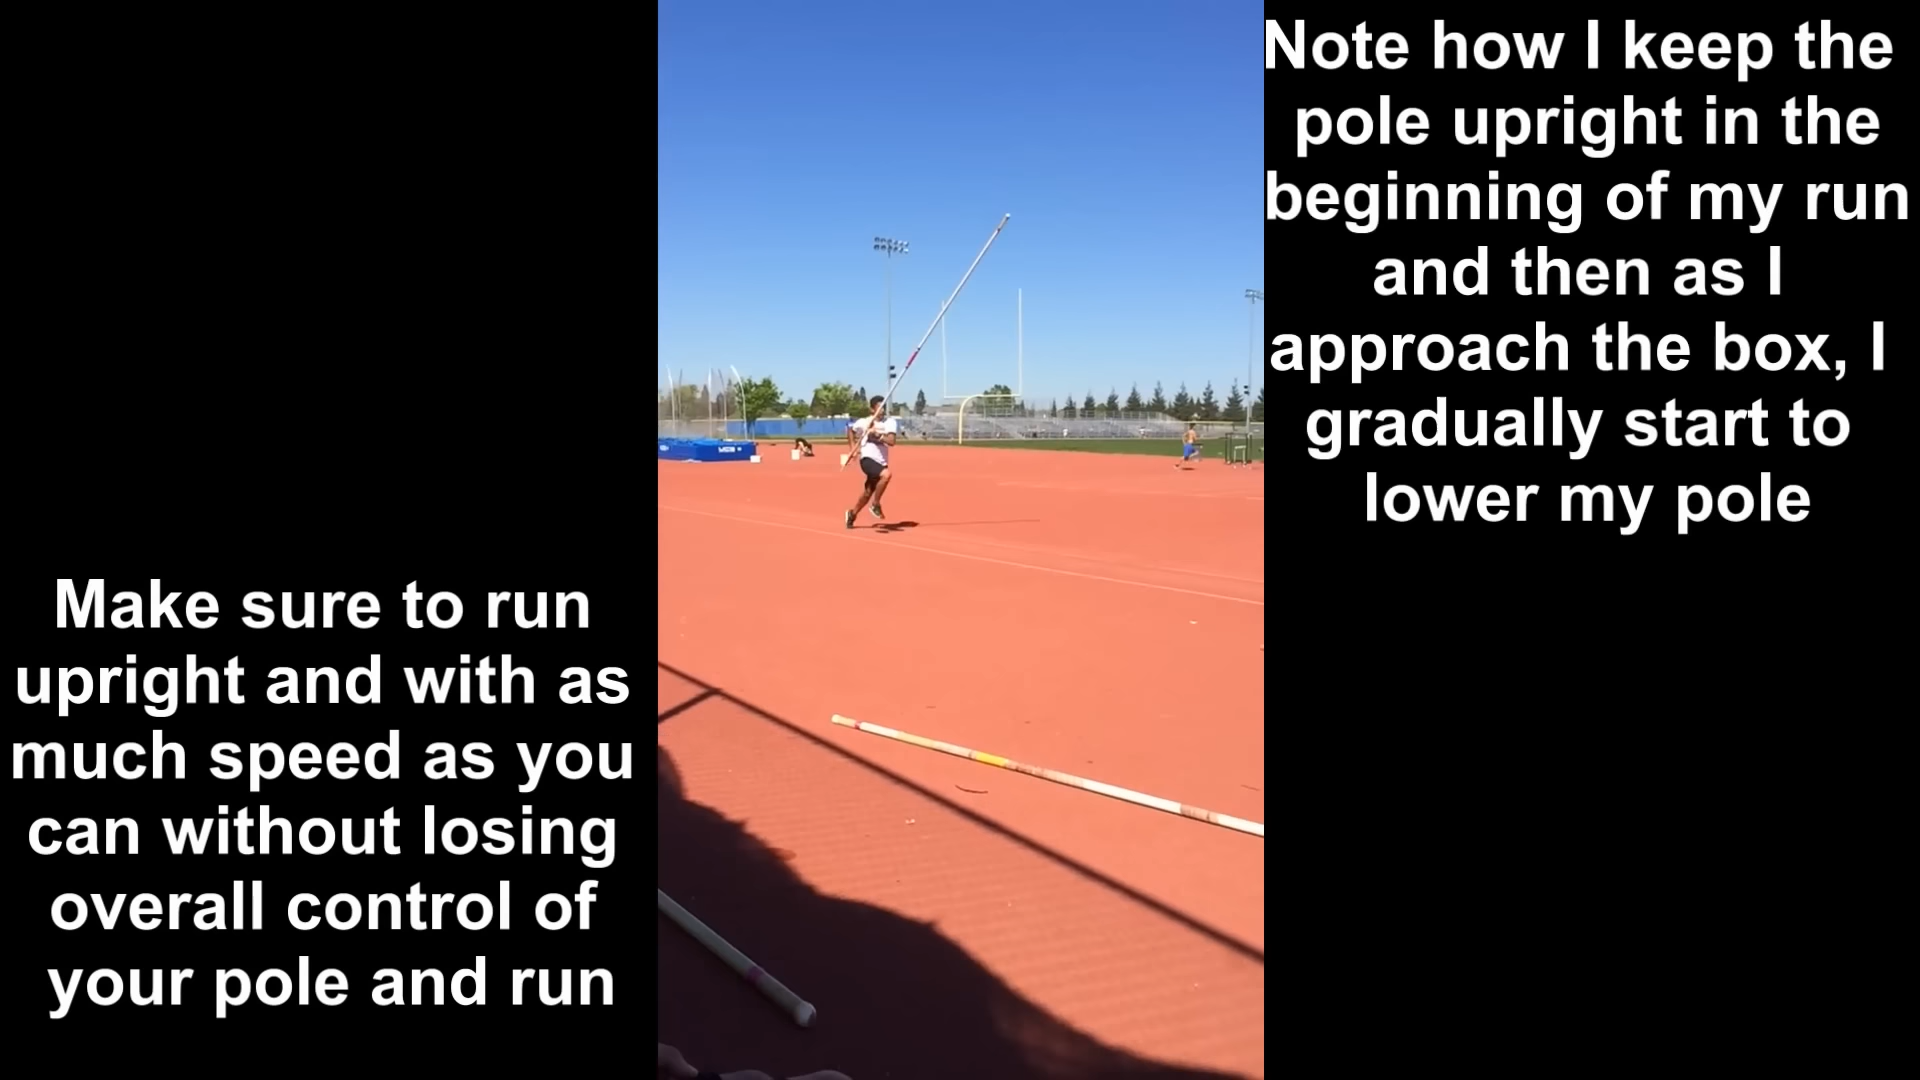 Make sure to run
upright and with as
much speed as you
can without losing
overall control of
your pole and run
Note how I keep the
pole upright in the
beginning of my run
and then as I
approach the box, I
gradually start to
lower my pole